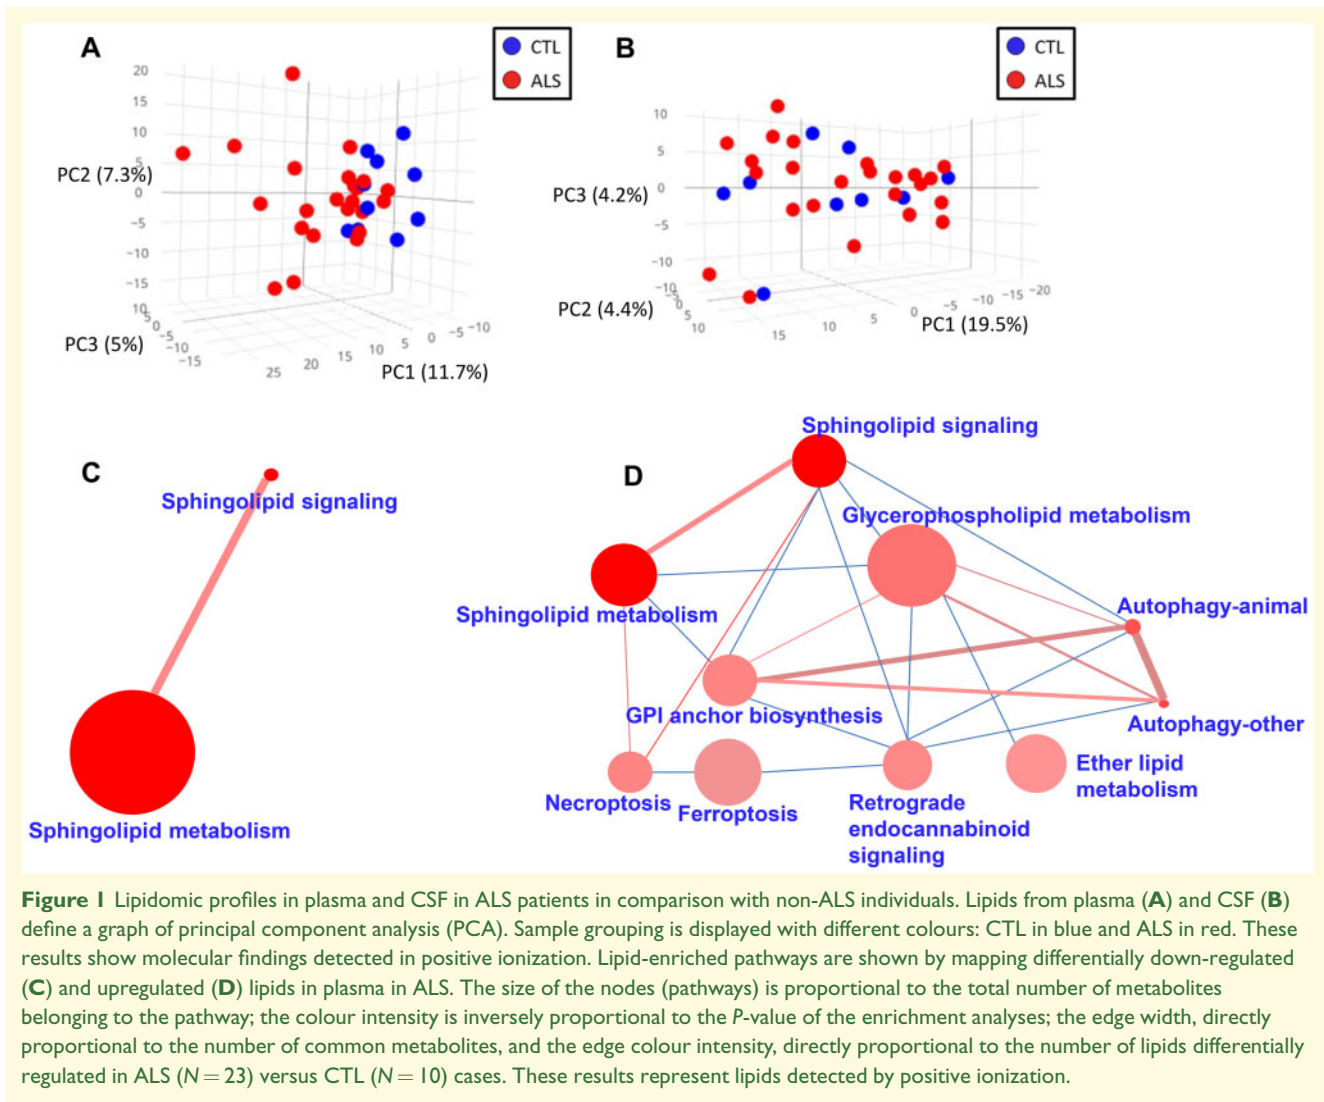 A
CTL
ALS
20
15
10
5
0
−5
−10
−15
PC2 (7.3%)
10
5
0
−5
−10
−15
PC3 (5%)
25
20
15
10
5
0
−5
−10
PC1 (11.7%)
B
CTL
ALS
10
5
0
−5
−10
PC3 (4.2%)
−10
−5
0
5
10
PC2 (4.4%)
15
10
5
0
−5
−10
−15
−20
PC1 (19.5%)
C
Sphingolipid signaling
Sphingolipid metabolism
D
Sphingolipid signaling
Glycerophospholipid metabolism
Sphingolipid metabolism
Autophagy-animal
GPI anchor biosynthesis
Autophagy-other
Necroptosis
Ferroptosis
Retrograde
endocannabinoid
signaling
Ether lipid
metabolism
Figure 1 Lipidomic profiles in plasma and CSF in ALS patients in comparison with non-ALS individuals. Lipids from plasma (A) and CSF (B)
define a graph of principal component analysis (PCA). Sample grouping is displayed with different colours: CTL in blue and ALS in red. These
results show molecular findings detected in positive ionization. Lipid-enriched pathways are shown by mapping differentially down-regulated
(C) and upregulated (D) lipids in plasma in ALS. The size of the nodes (pathways) is proportional to the total number of metabolites
belonging to the pathway; the colour intensity is inversely proportional to the P-value of the enrichment analyses; the edge width, directly
proportional to the number of common metabolites, and the edge colour intensity, directly proportional to the number of lipids differentially
regulated in ALS (N = 23) versus CTL (N = 10) cases. These results represent lipids detected by positive ionization.